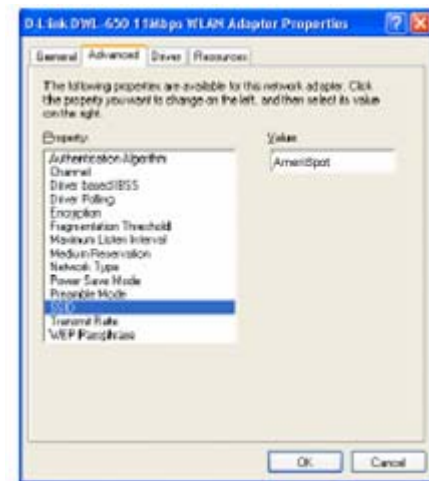 D-Link DWL-650 11Mbps WLAN Adapter Properties
General Advanced Driver Resources
The following properties are available for this network adapter. Click
the property you want to change on the left, and then select its value
on the right.
Property:
Value:
Authentication Algorithm
AmeriSpot
Channel
Driver based IBSS
Driver Polling
Encryption
Fragmentation Threshold
Maximum Listen Interval
Medium Reservation
Network Type
Power Save Mode
Preamble Mode
SSID
Transmit Rate
WEP Passphrase
OK Cancel